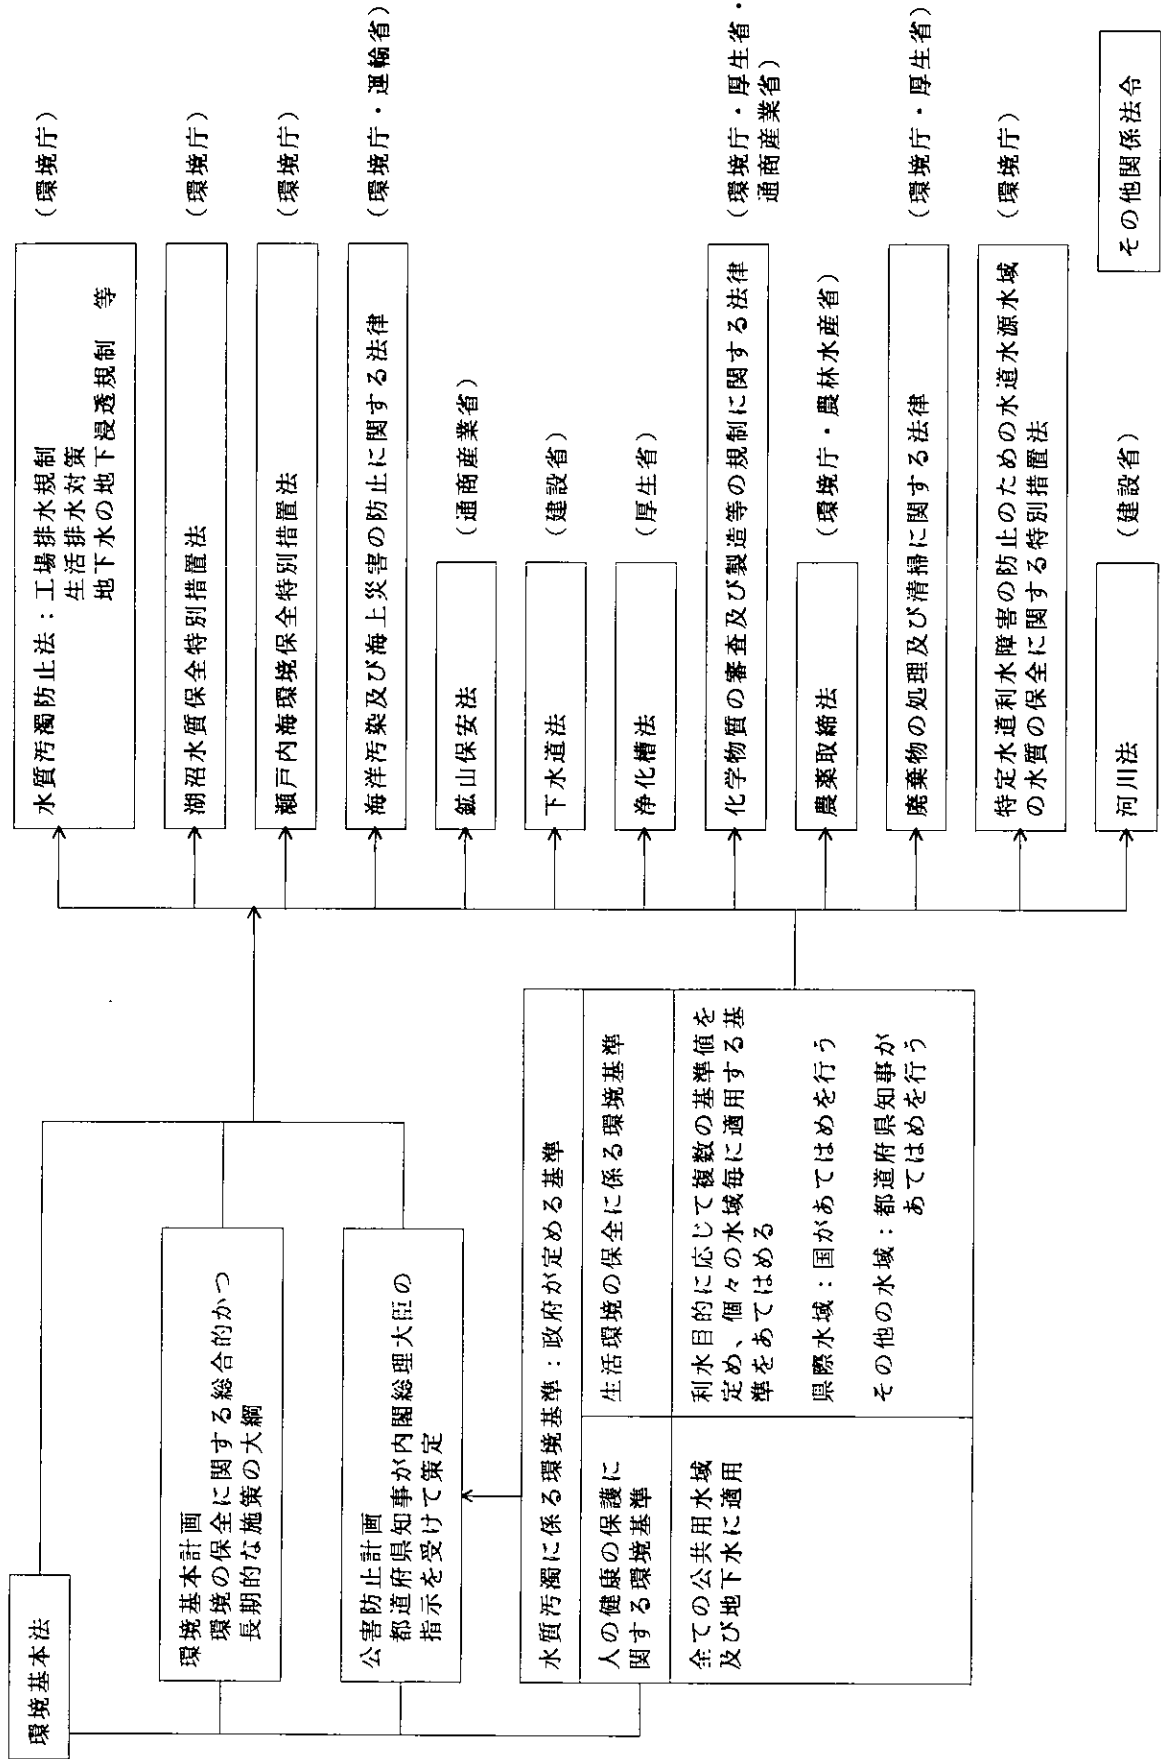 環境基本法
環境基本計画
環境の保全に関する総合的かつ
長期的な施策の大綱
公害防止計画
都道府県知事が内閣総理大臣の
指示を受けて策定
水質汚濁に係る環境基準：政府が定める基準
人の健康の保護に
関する環境基準
生活環境の保全に係る環境基準
全ての公共用水域
及び地下水に適用
利水目的に応じて複数の基準値を
定め、個々の水域毎に適用する基
準をあてはめる
県際水域：国があてはめを行う
その他の水域：都道府県知事が
あてはめを行う
水質汚濁防止法：工場排水規制
生活排水対策
地下水の地下浸透規制　等
（環境庁）
湖沼水質保全特別措置法
（環境庁）
瀬戸内海環境保全特別措置法
（環境庁）
海洋汚染及び海上災害の防止に関する法律
（環境庁・運輸省）
鉱山保安法
（通商産業省）
下水道法
（建設省）
浄化槽法
（厚生省）
化学物質の審査及び製造等の規制に関する法律
（環境庁・厚生省・
通商産業省）
農薬取締法
（環境庁・農林水産省）
廃棄物の処理及び清掃に関する法律
（環境庁・厚生省）
特定水道利水障害の防止のための水道水源水域
の水質の保全に関する特別措置法
（環境庁）
河川法
（建設省）
その他関係法令